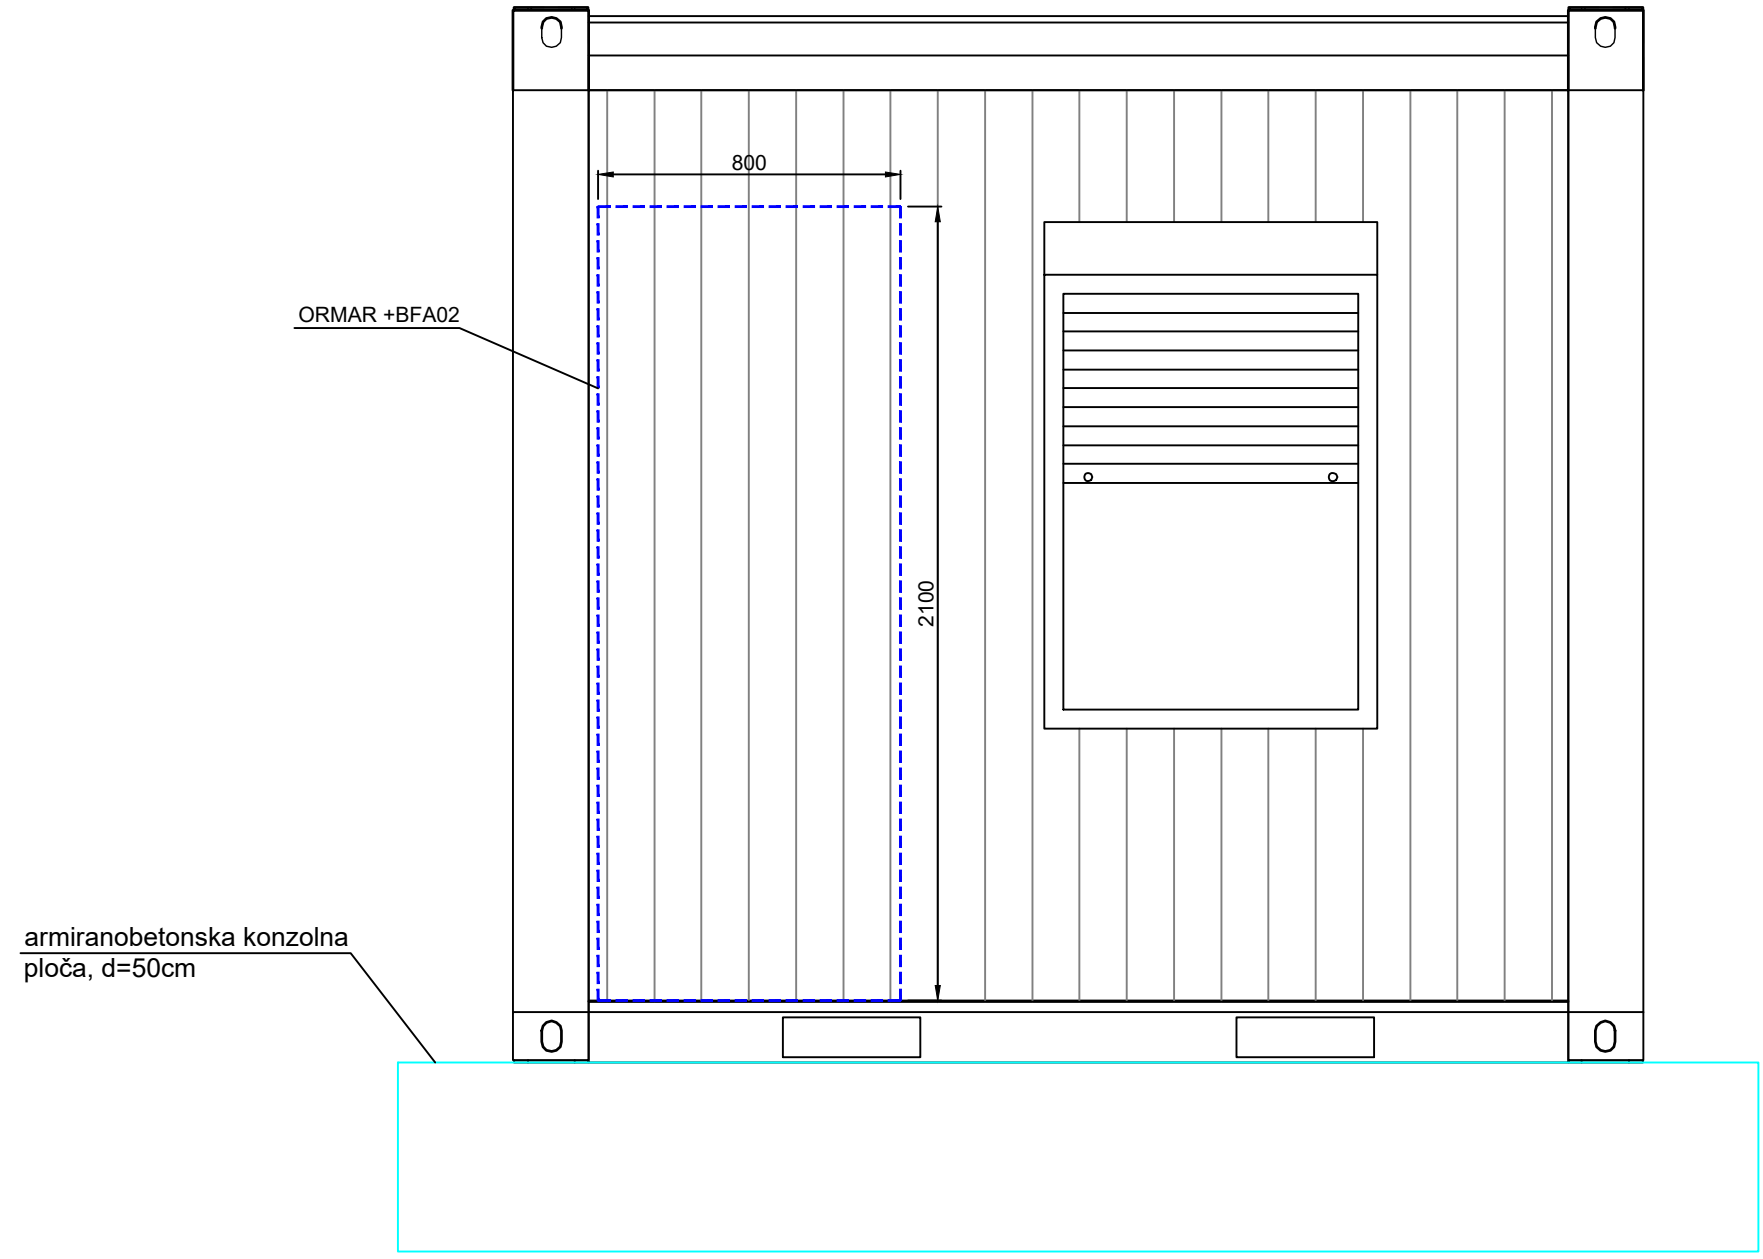 800
ORMAR +BFA02
2100
armiranobetonska konzolna
ploča, d=50cm